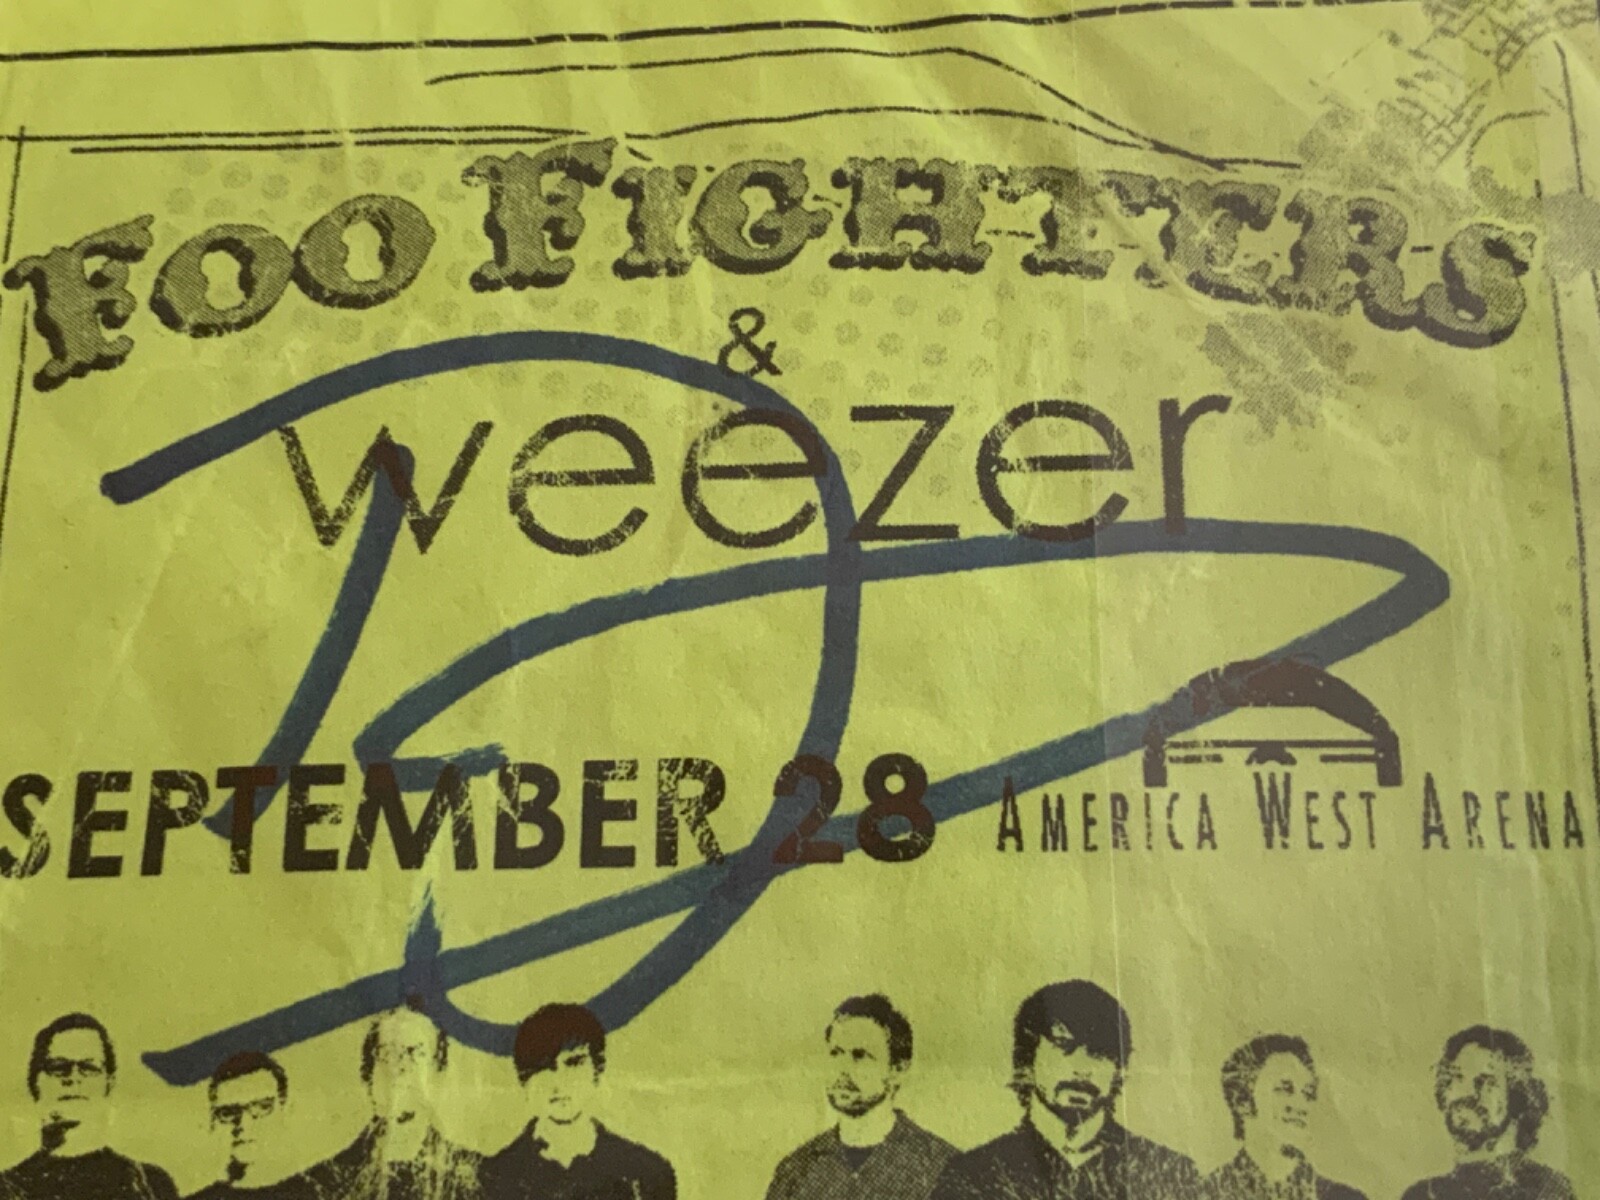 FOO FIGHTERS
&
weezer
SEPTEMBER 28 AMERICA WEST ARENA